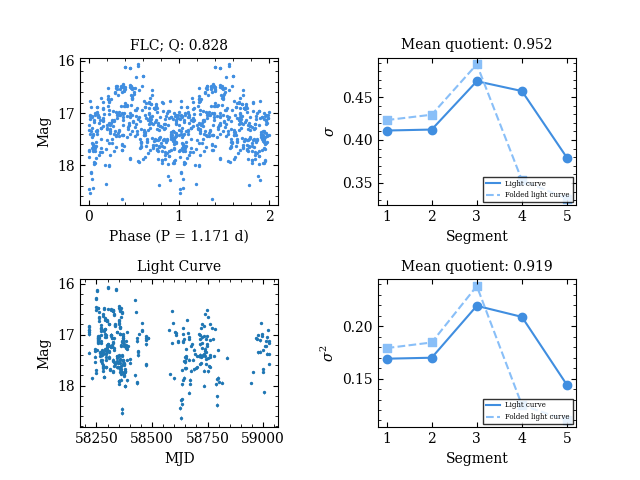 FLC; Q: 0.828
Mag
16
17
18
0 1 2
Phase (P = 1.171 d)
Mean quotient: 0.952
σ
0.45
0.40
0.35
Light curve
Folded light curve
1 2 3 4 5
Segment
Light Curve
Mag
16
17
18
58250 58500 58750 59000
MJD
Mean quotient: 0.919
σ²
0.20
0.15
Light curve
Folded light curve
1 2 3 4 5
Segment